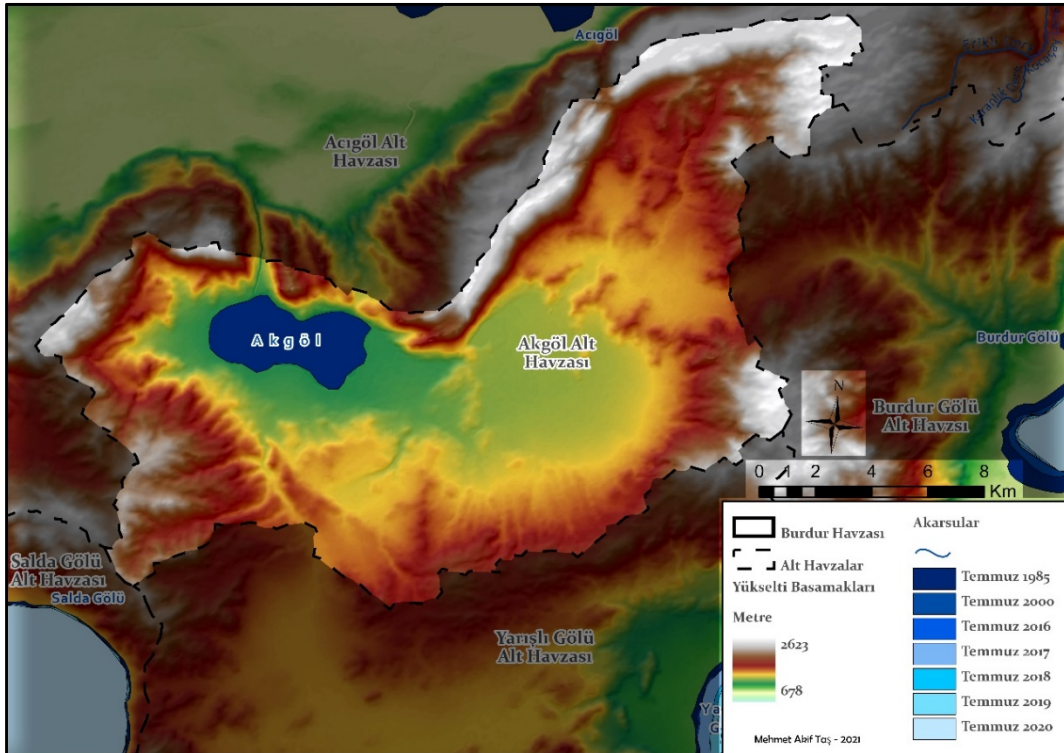 Acıgöl
Acıgöl Alt
Havzası
Akgöl
Akgöl Alt
Havzası
Burdur Gölü
Burdur Gölü
Alt Havzsı
N
0 1 2 4 6 8
Km
Salda Gölü
Alt Havzası
Salda Gölü
Yarışlı Gölü
Alt Havzası
Burdur Havzası
Alt Havzalar
Yükselti Basamakları
Metre
2623
678
Akarsular
Temmuz 1985
Temmuz 2000
Temmuz 2016
Temmuz 2017
Temmuz 2018
Temmuz 2019
Temmuz 2020
Mehmet Akif Taş - 2021